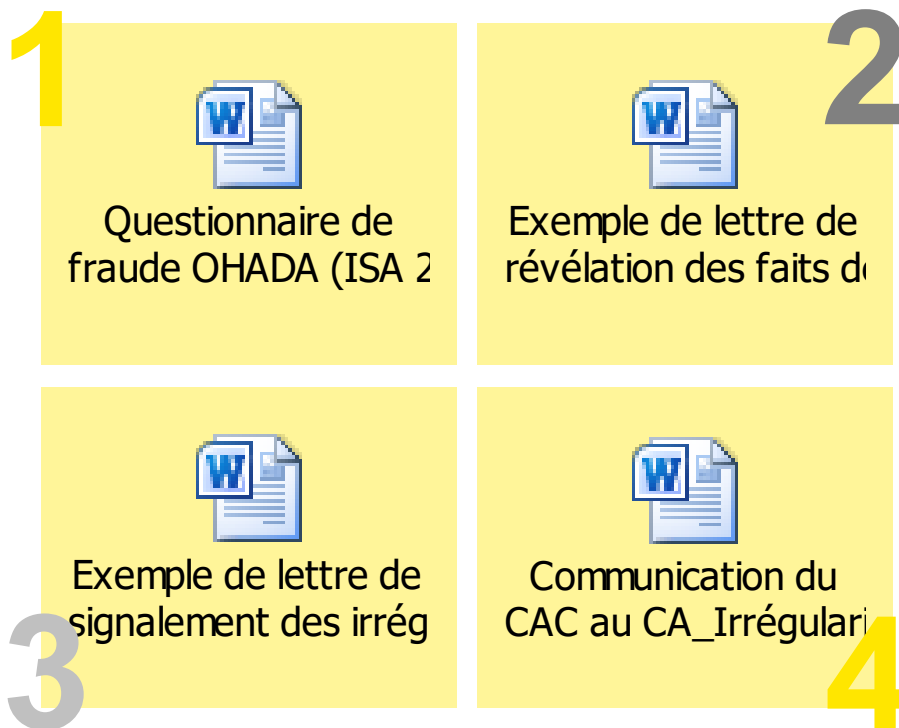 1
Questionnaire de
fraude OHADA (ISA 2
2
Exemple de lettre de
révélation des faits de
3
Exemple de lettre de
signalement des irrég
4
Communication du
CAC au CA_Irrégulari